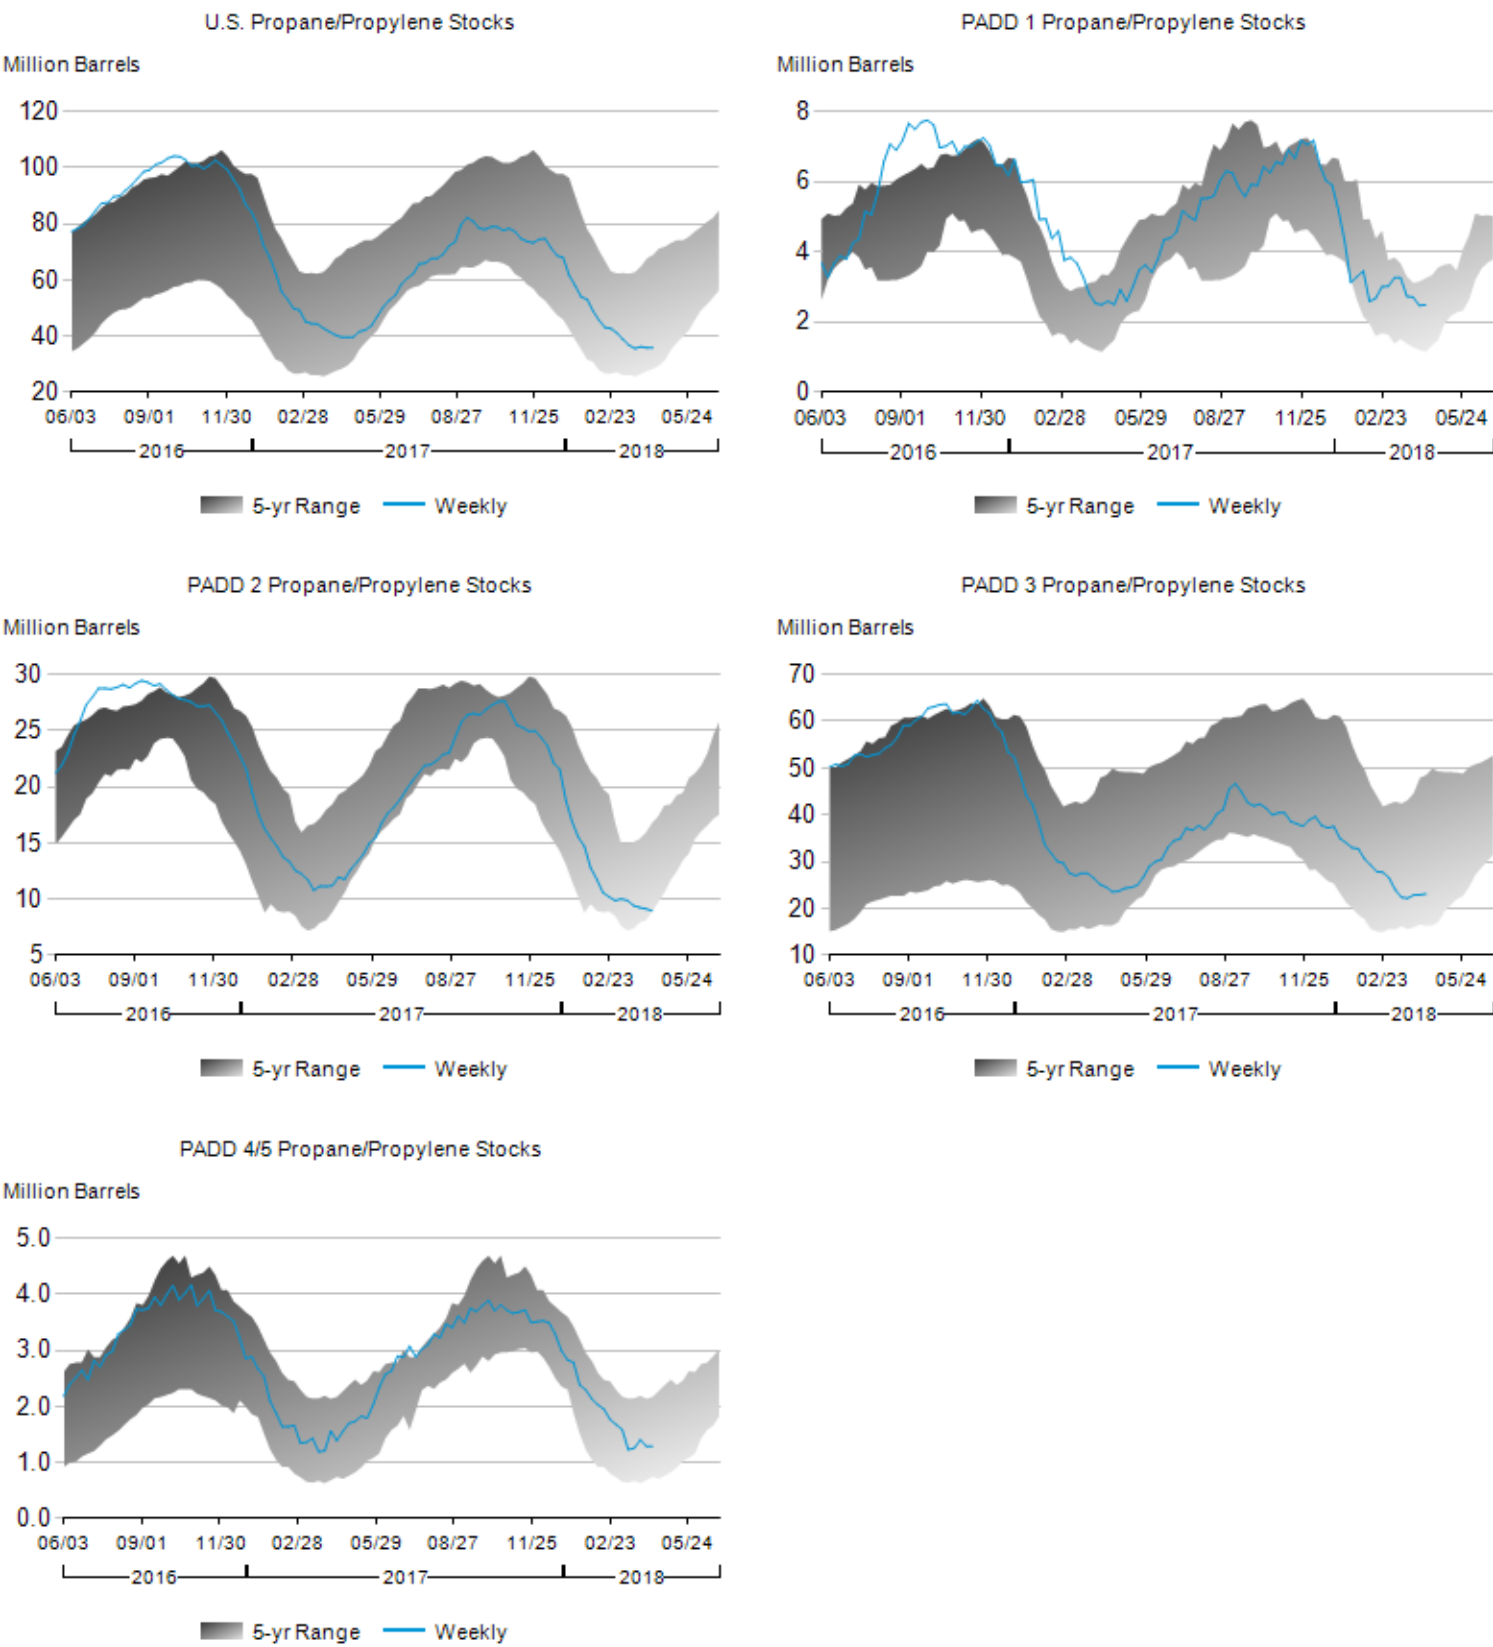 U.S. Propane/Propylene Stocks
Million Barrels
120
100
80
60
40
20
06/03 09/01 11/30 02/28 05/29 08/27 11/25 02/23 05/24
2016 2017 2018
5-yr Range Weekly
PADD 1 Propane/Propylene Stocks
Million Barrels
8
6
4
2
0
06/03 09/01 11/30 02/28 05/29 08/27 11/25 02/23 05/24
2016 2017 2018
5-yr Range Weekly
PADD 2 Propane/Propylene Stocks
Million Barrels
30
25
20
15
10
5
06/03 09/01 11/30 02/28 05/29 08/27 11/25 02/23 05/24
2016 2017 2018
5-yr Range Weekly
PADD 3 Propane/Propylene Stocks
Million Barrels
70
60
50
40
30
20
10
06/03 09/01 11/30 02/28 05/29 08/27 11/25 02/23 05/24
2016 2017 2018
5-yr Range Weekly
PADD 4/5 Propane/Propylene Stocks
Million Barrels
5.0
4.0
3.0
2.0
1.0
0.0
06/03 09/01 11/30 02/28 05/29 08/27 11/25 02/23 05/24
2016 2017 2018
5-yr Range Weekly